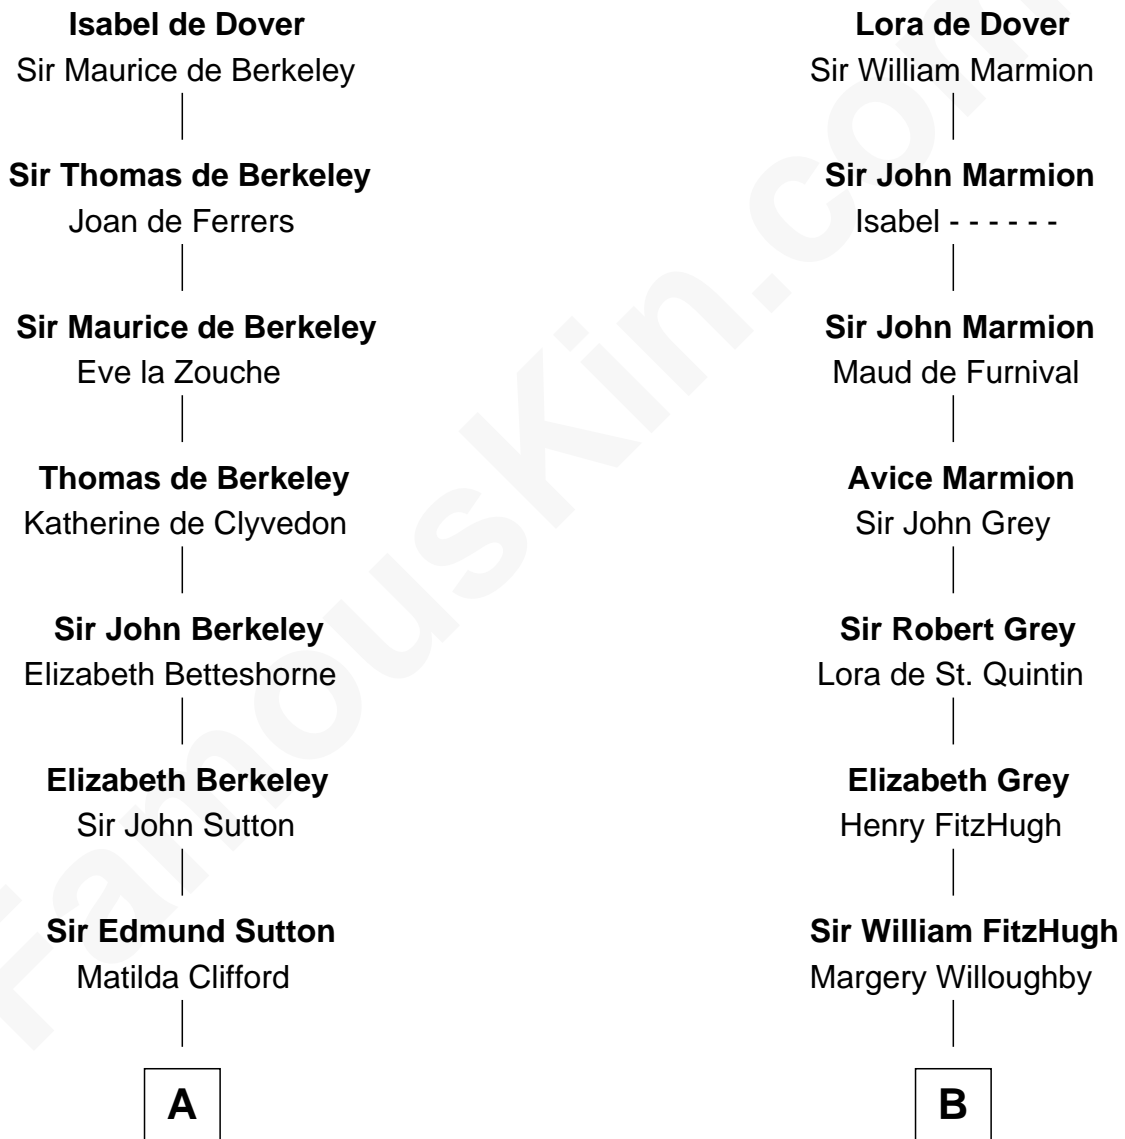 Isabel de Dover
Sir Maurice de Berkeley
Sir Thomas de Berkeley
Joan de Ferrers
Sir Maurice de Berkeley
Eve la Zouche
Thomas de Berkeley
Katherine de Clyvedon
Sir John Berkeley
Elizabeth Betteshorne
Elizabeth Berkeley
Sir John Sutton
Sir Edmund Sutton
Matilda Clifford
A
Lora de Dover
Sir William Marmion
Sir John Marmion
Isabel - - - - - -
Sir John Marmion
Maud de Furnival
Avice Marmion
Sir John Grey
Sir Robert Grey
Lora de St. Quintin
Elizabeth Grey
Henry FitzHugh
Sir William FitzHugh
Margery Willoughby
B
FamousKin.com